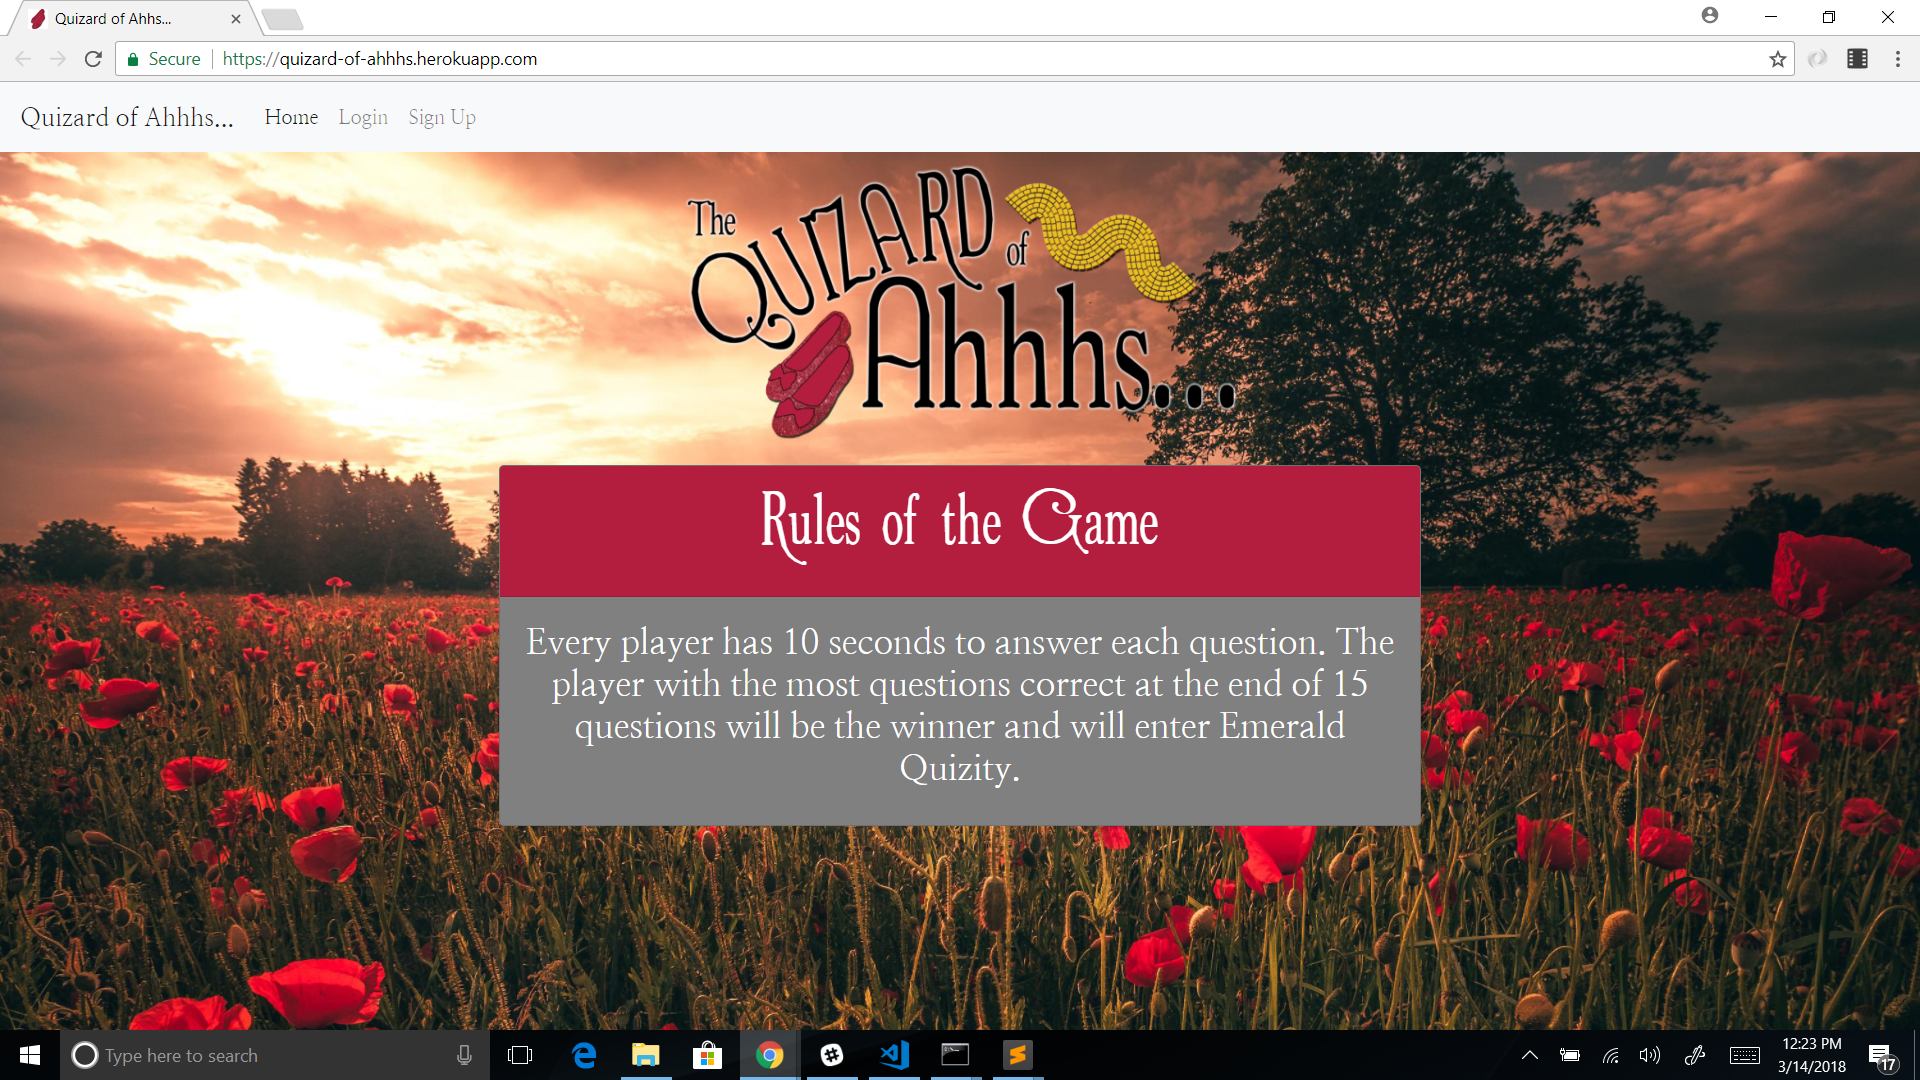 Quizard of Ahhs...
Secure
https://quizard-of-ahhhs.herokuapp.com
Quizard of Ahhhs...
Home
Login
Sign Up
The QUIZARD of Ahhhs...
Rules of the Game
Every player has 10 seconds to answer each question. The
player with the most questions correct at the end of 15
questions will be the winner and will enter Emerald
Quizity.
Type here to search
12:23 PM
3/14/2018
17